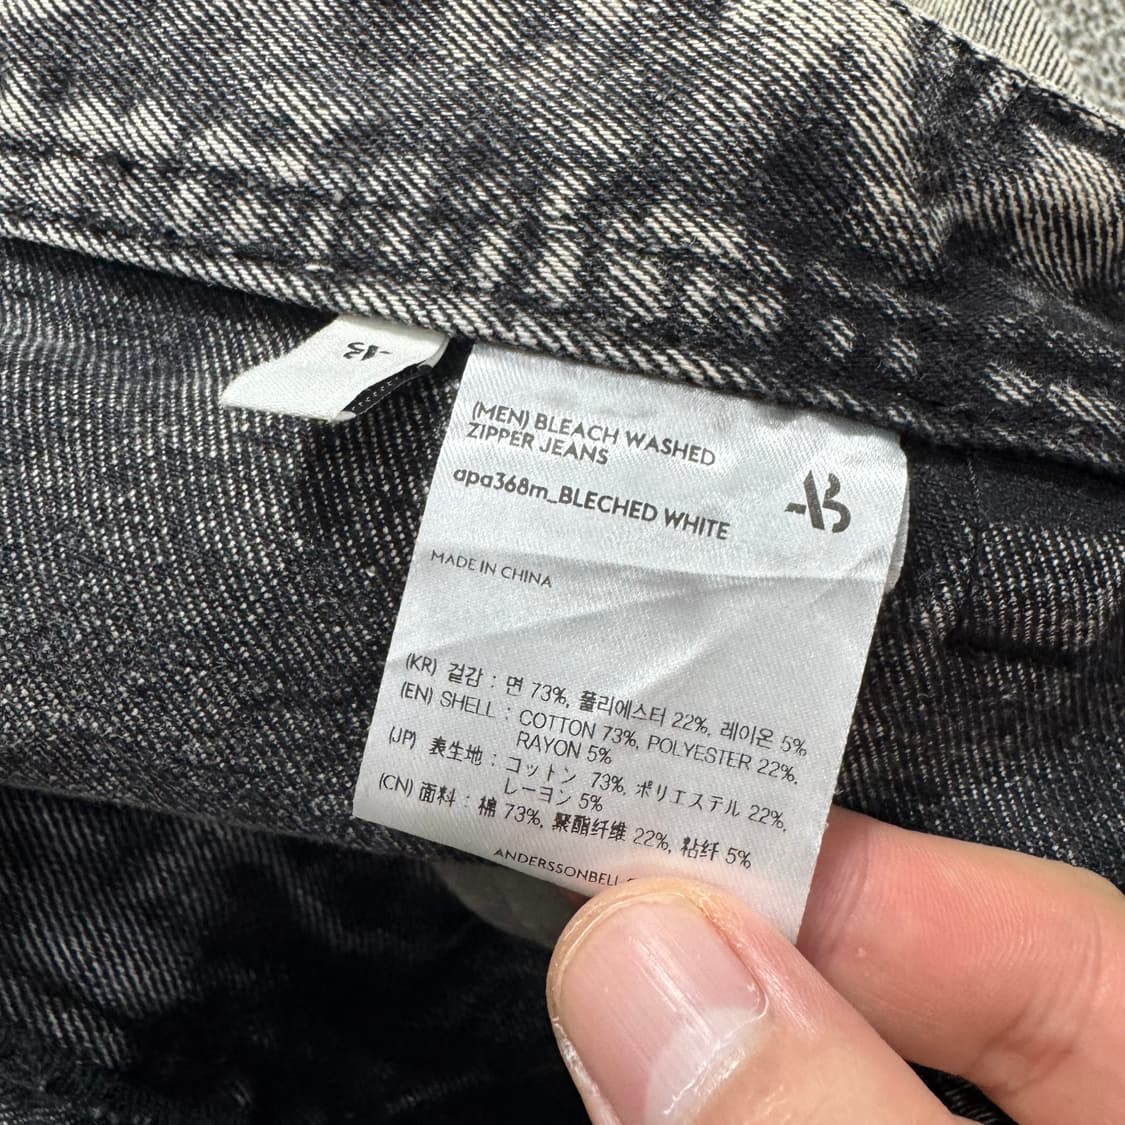 (MEN) BLEACH WASHED
ZIPPER JEANS
apa368m_BLECHED WHITE
AB
MADE IN CHINA
(KR) 겉감 : 면 73%, 폴리에스터 22%, 레이온 5%
(EN) SHELL : COTTON 73%, POLYESTER 22%,
RAYON 5%
(JP) 表生地 : コットン 73%, ポリエステル 22%,
レーヨン 5%
(CN) 面料 : 棉 73%, 聚酯纤维 22%, 粘纤 5%
ANDERSSONBELL